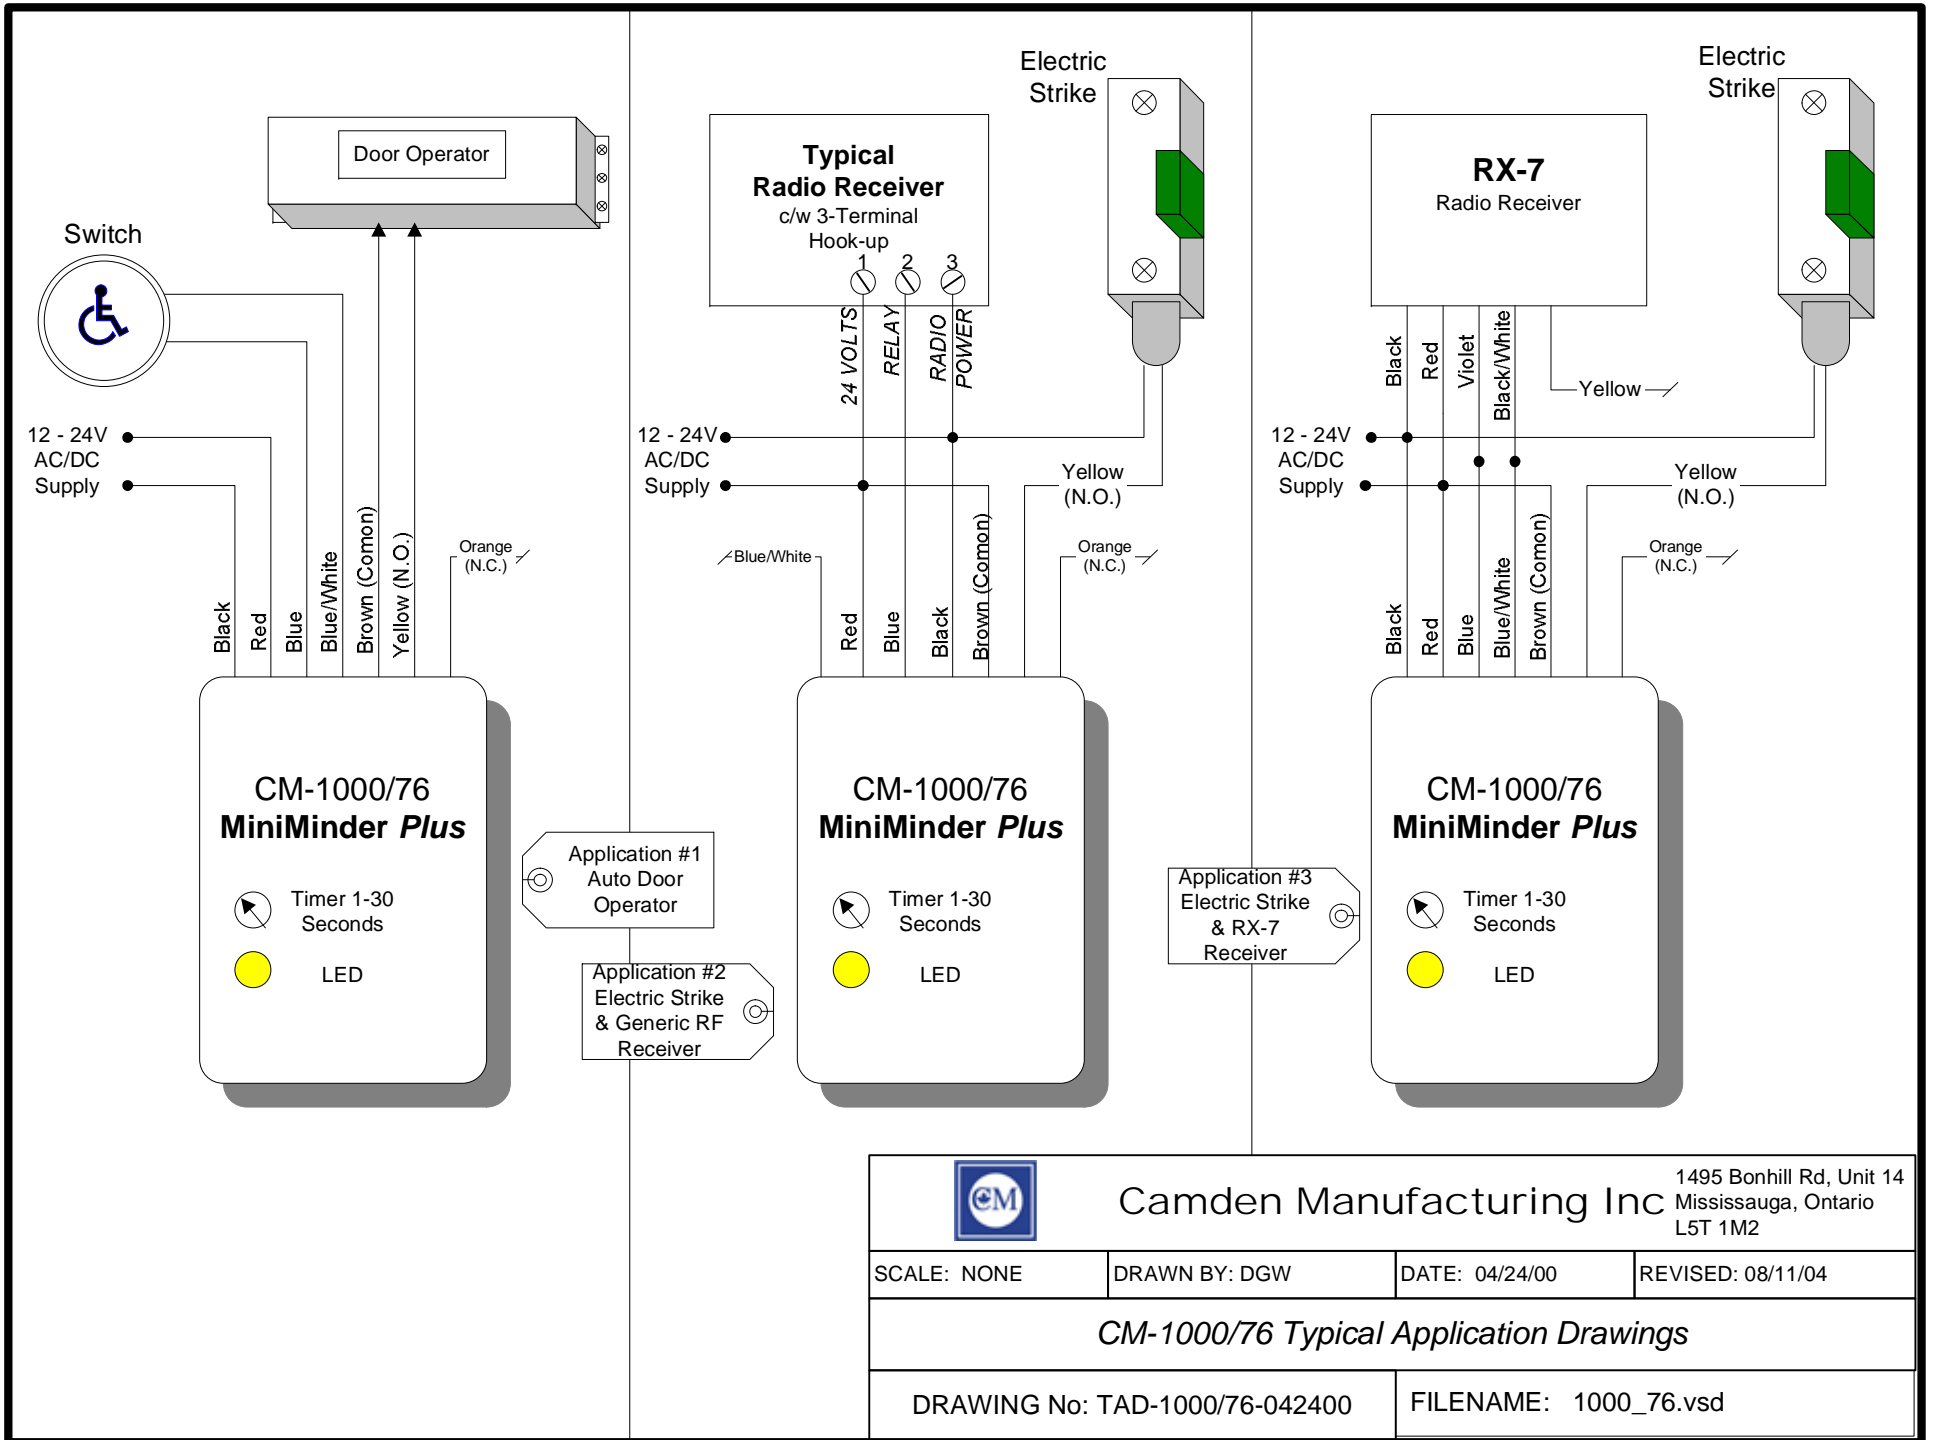 Door Operator
Switch
12 - 24V
AC/DC
Supply
Black
Red
Blue
Blue/White
Brown (Comon)
Yellow (N.O.)
Orange
(N.C.)
CM-1000/76
MiniMinder Plus
Timer 1-30
Seconds
LED
Application #1
Auto Door
Operator
Electric
Strike
Typical
Radio Receiver
c/w 3-Terminal
Hook-up
1 2 3
24 VOLTS
RELAY
RADIO
POWER
12 - 24V
AC/DC
Supply
Yellow
(N.O.)
Blue/White
Orange
(N.C.)
Red
Blue
Black
Brown (Comon)
CM-1000/76
MiniMinder Plus
Timer 1-30
Seconds
LED
Application #2
Electric Strike
& Generic RF
Receiver
Electric
Strike
RX-7
Radio Receiver
Black
Red
Violet
Black/White
Yellow
12 - 24V
AC/DC
Supply
Yellow
(N.O.)
Orange
(N.C.)
Black
Red
Blue
Blue/White
Brown (Comon)
CM-1000/76
MiniMinder Plus
Timer 1-30
Seconds
LED
Application #3
Electric Strike
& RX-7
Receiver
CM
Camden Manufacturing Inc
1495 Bonhill Rd, Unit 14
Mississauga, Ontario
L5T 1M2
SCALE: NONE
DRAWN BY: DGW
DATE: 04/24/00
REVISED: 08/11/04
CM-1000/76 Typical Application Drawings
DRAWING No: TAD-1000/76-042400
FILENAME: 1000_76.vsd